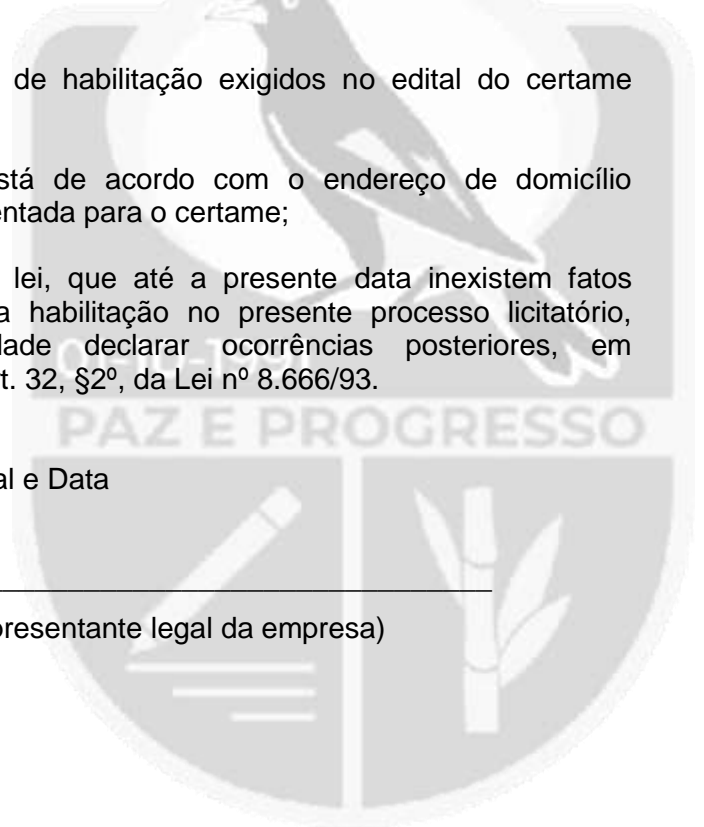 de habilitação exigidos no edital do certame
stá de acordo com o endereço de domicílio
entada para o certame;
lei, que até a presente data inexistem fatos
a habilitação no presente processo licitatório,
lade declarar ocorrências posteriores, em
t. 32, §2º, da Lei nº 8.666/93.
PAZ E PROGRESSO
al e Data
presentante legal da empresa)